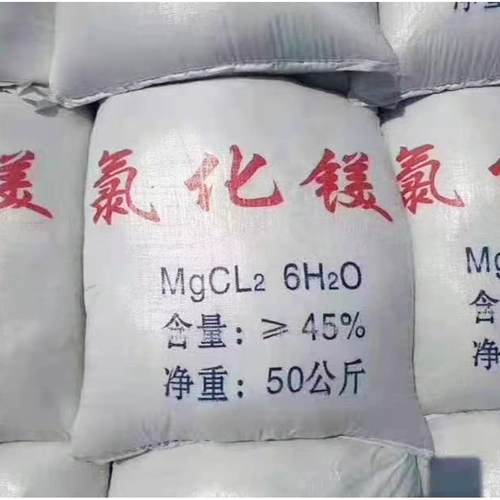 净
镁
氯化镁
氯
MgCL₂ 6H₂O
Mg
含量：≥45%
含
净重：50公斤
净